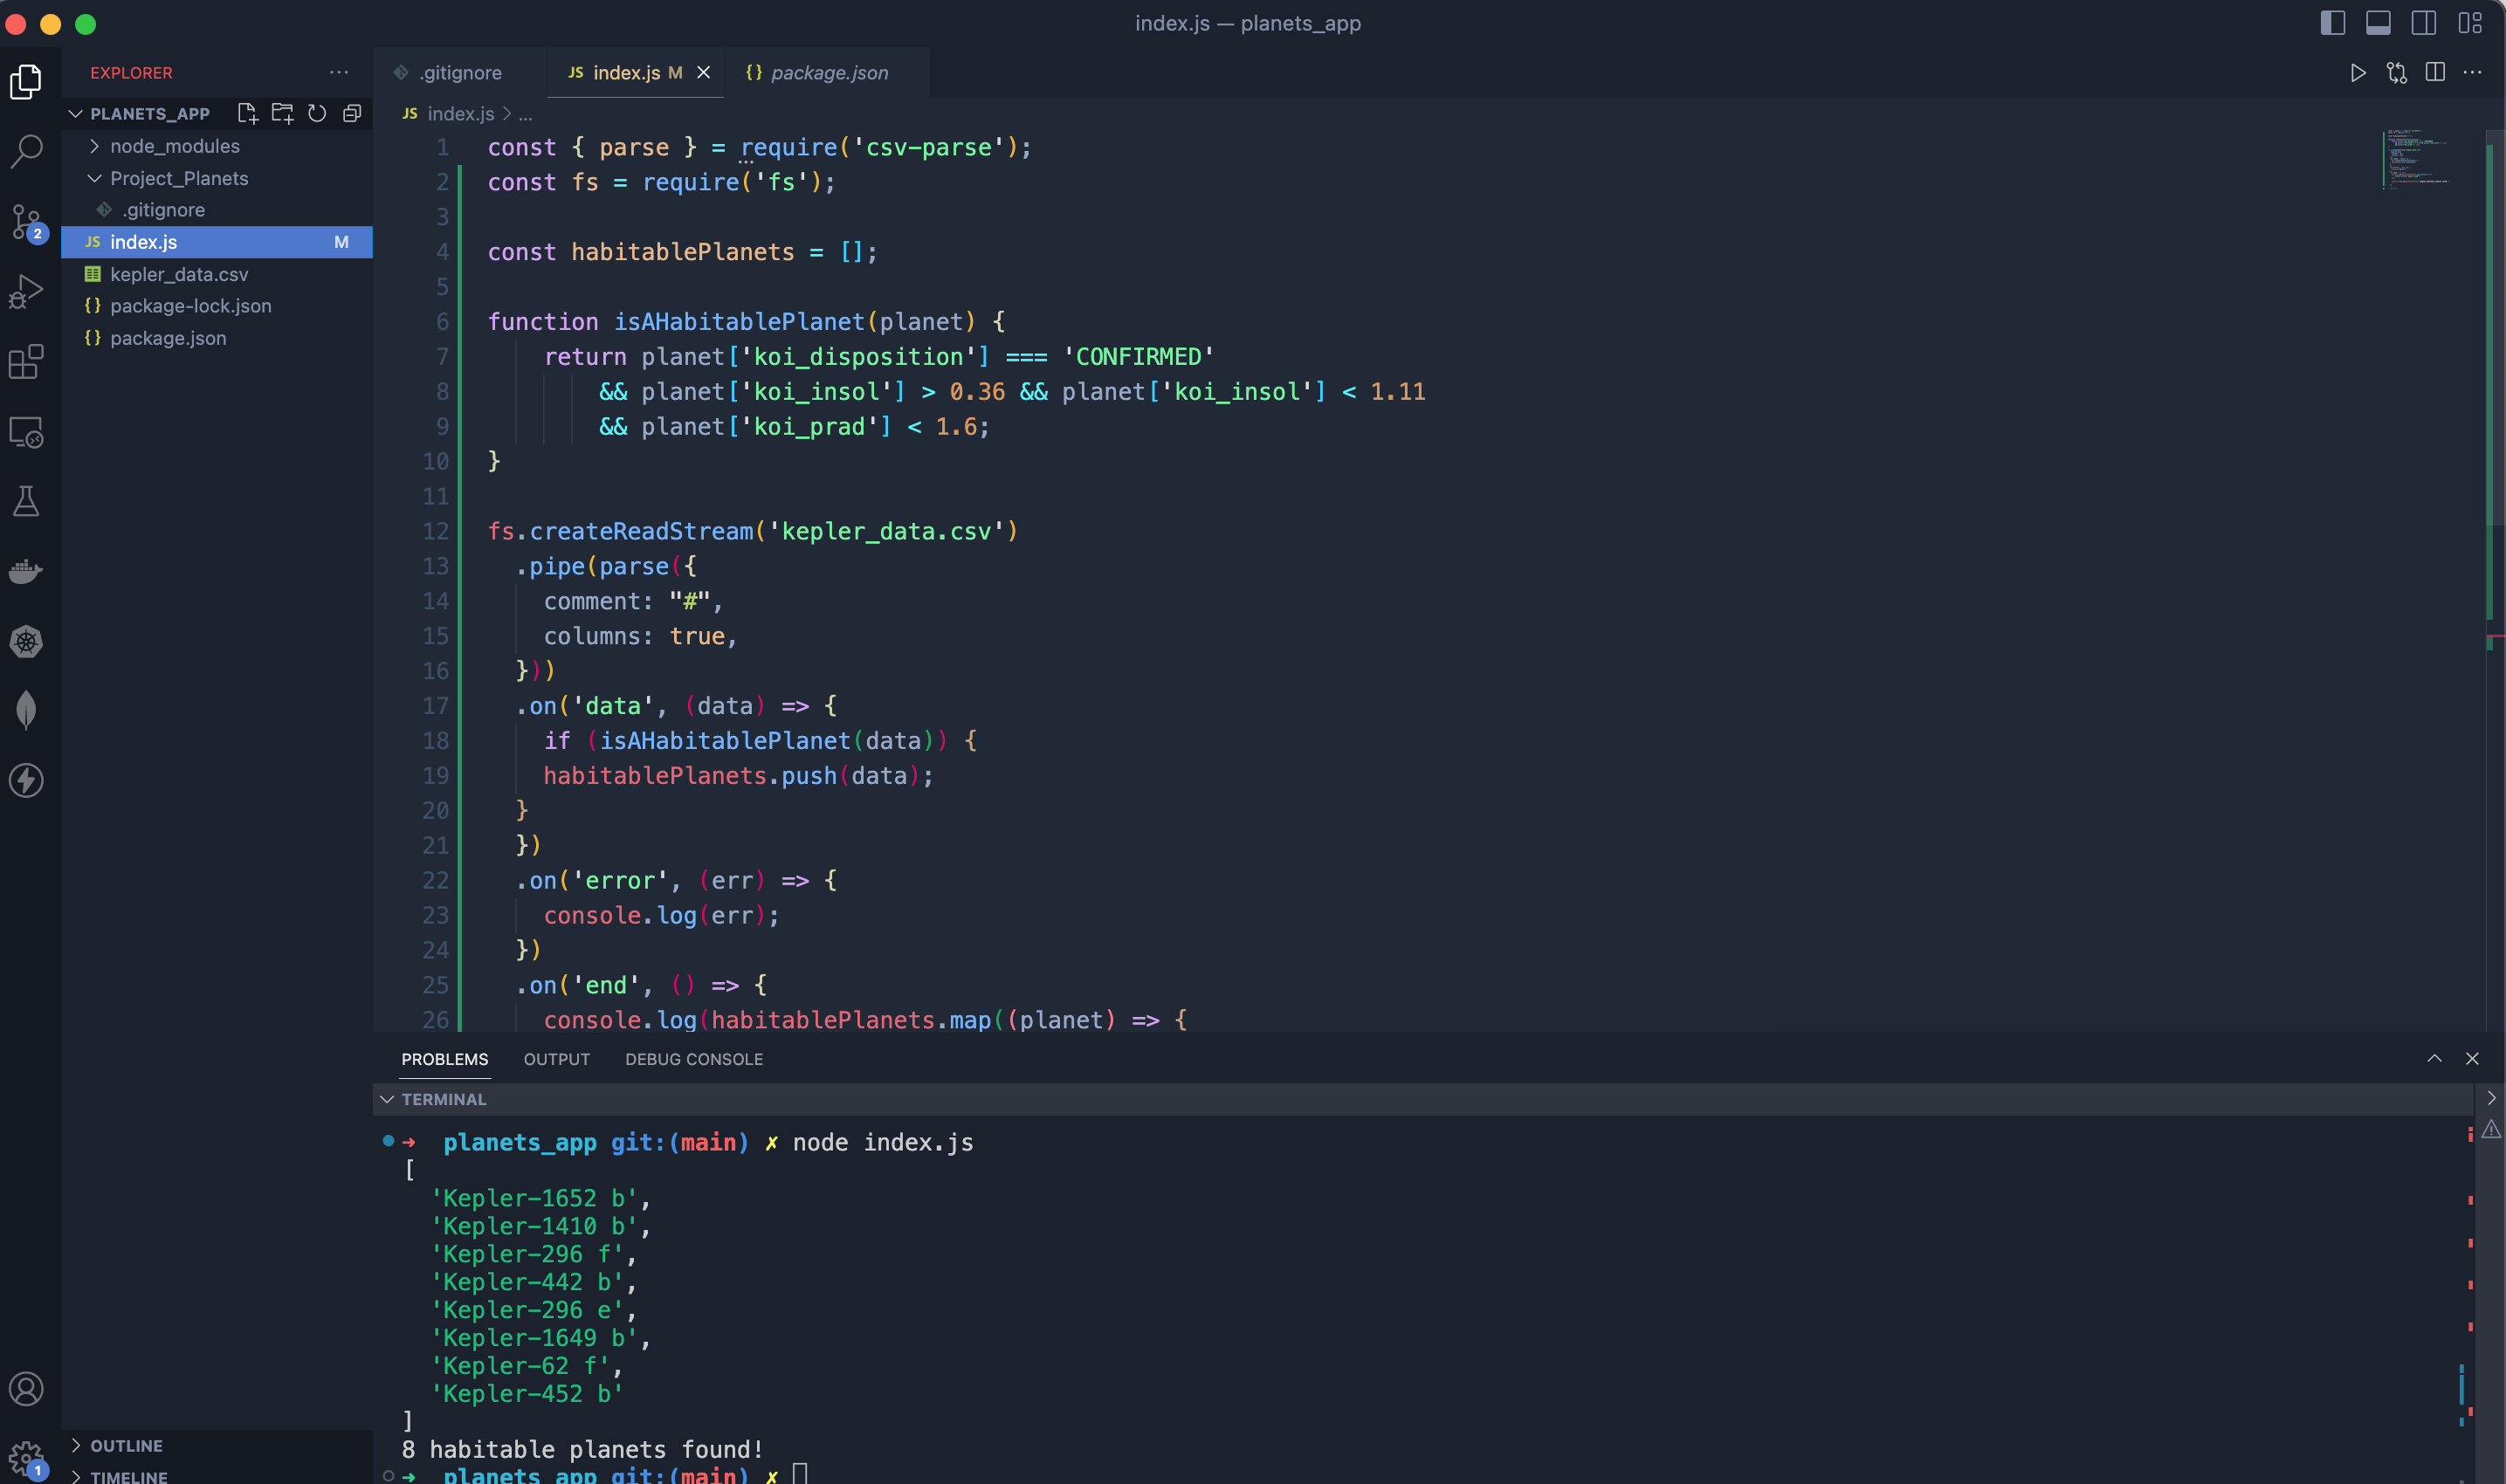 index.js — planets_app
EXPLORER
.gitignore
JS index.js M
{} package.json
PLANETS_APP
JS index.js > ...
node_modules
Project_Planets
.gitignore
JS index.js M
kepler_data.csv
{} package-lock.json
{} package.json
2
1 const { parse } = require('csv-parse');
2 const fs = require('fs');
3
4 const habitablePlanets = [];
5
6 function isAHabitablePlanet(planet) {
7 return planet['koi_disposition'] === 'CONFIRMED'
8 && planet['koi_insol'] > 0.36 && planet['koi_insol'] < 1.11
9 && planet['koi_prad'] < 1.6;
10 }
11
12 fs.createReadStream('kepler_data.csv')
13 .pipe(parse({
14 comment: "#",
15 columns: true,
16 }))
17 .on('data', (data) => {
18 if (isAHabitablePlanet(data)) {
19 habitablePlanets.push(data);
20 }
21 })
22 .on('error', (err) => {
23 console.log(err);
24 })
25 .on('end', () => {
26 console.log(habitablePlanets.map((planet) => {
PROBLEMS OUTPUT DEBUG CONSOLE
TERMINAL
➜ planets_app git:(main) ✗ node index.js
[
'Kepler-1652 b',
'Kepler-1410 b',
'Kepler-296 f',
'Kepler-442 b',
'Kepler-296 e',
'Kepler-1649 b',
'Kepler-62 f',
'Kepler-452 b'
]
8 habitable planets found!
➜ planets_app git:(main) ✗
OUTLINE
TIMELINE
1